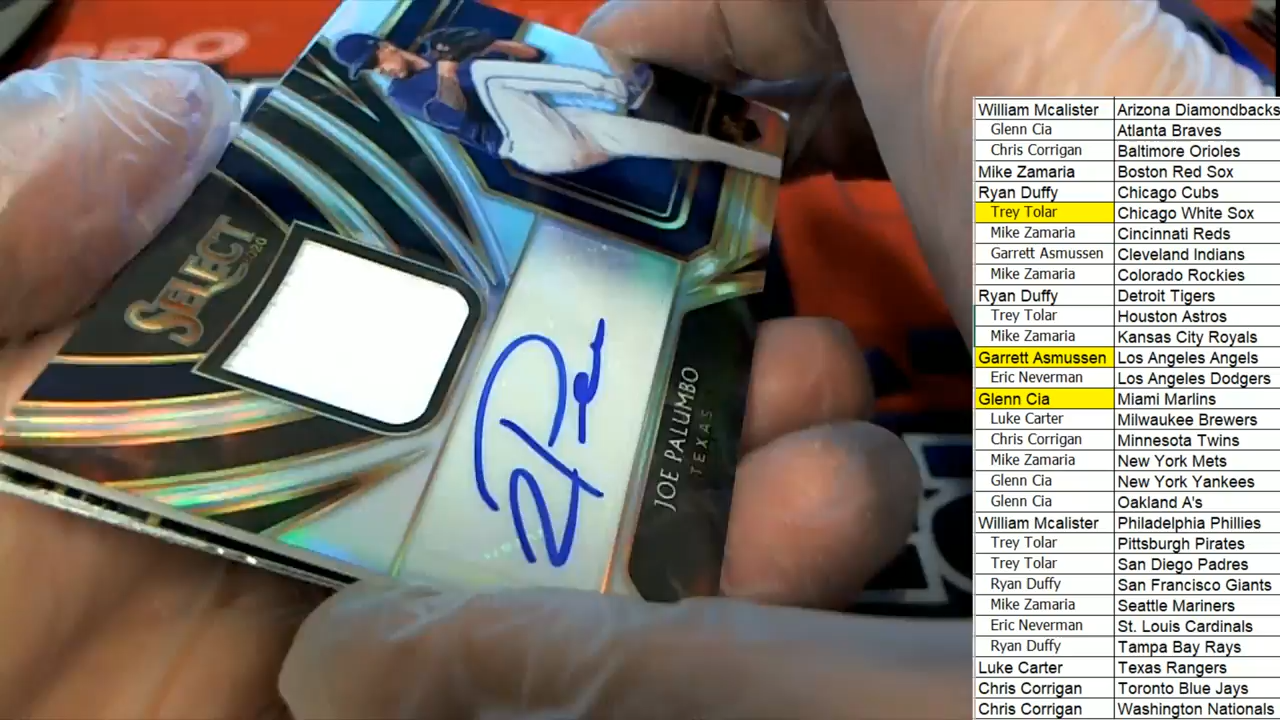 SELECT
2020
JOE PALUMBO
TEXAS
William Mcalister Arizona Diamondbacks
Glenn Cia Atlanta Braves
Chris Corrigan Baltimore Orioles
Mike Zamaria Boston Red Sox
Ryan Duffy Chicago Cubs
Trey Tolar Chicago White Sox
Mike Zamaria Cincinnati Reds
Garrett Asmussen Cleveland Indians
Mike Zamaria Colorado Rockies
Ryan Duffy Detroit Tigers
Trey Tolar Houston Astros
Mike Zamaria Kansas City Royals
Garrett Asmussen Los Angeles Angels
Eric Neverman Los Angeles Dodgers
Glenn Cia Miami Marlins
Luke Carter Milwaukee Brewers
Chris Corrigan Minnesota Twins
Mike Zamaria New York Mets
Glenn Cia New York Yankees
Glenn Cia Oakland A's
William Mcalister Philadelphia Phillies
Trey Tolar Pittsburgh Pirates
Trey Tolar San Diego Padres
Ryan Duffy San Francisco Giants
Mike Zamaria Seattle Mariners
Eric Neverman St. Louis Cardinals
Ryan Duffy Tampa Bay Rays
Luke Carter Texas Rangers
Chris Corrigan Toronto Blue Jays
Chris Corrigan Washington Nationals